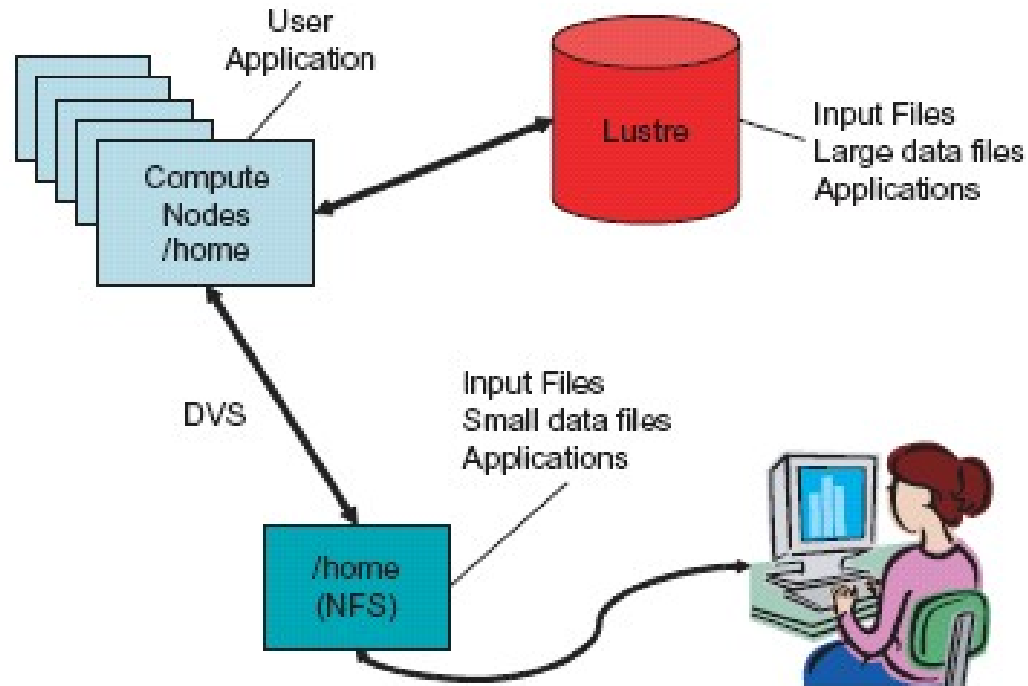 User
Application
Compute
Nodes
/home
Lustre
Input Files
Large data files
Applications
DVS
Input Files
Small data files
Applications
/home
(NFS)